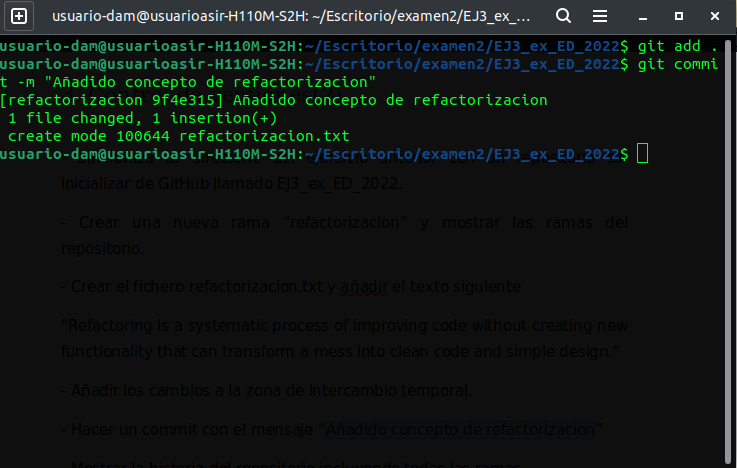 usuario-dam@usuarioasir-H110M-S2H: ~/Escritorio/examen2/EJ3_ex_...
usuario-dam@usuarioasir-H110M-S2H:~/Escritorio/examen2/EJ3_ex_ED_2022$ git add .
usuario-dam@usuarioasir-H110M-S2H:~/Escritorio/examen2/EJ3_ex_ED_2022$ git commi
t -m "Añadido concepto de refactorizacion"
[refactorizacion 9f4e315] Añadido concepto de refactorizacion
1 file changed, 1 insertion(+)
create mode 100644 refactorizacion.txt
usuario-dam@usuarioasir-H110M-S2H:~/Escritorio/examen2/EJ3_ex_ED_2022$
inicializar de GitHub llamado EJ3_ex_ED_2022.
- Crear una nueva rama "refactorizacion" y mostrar las ramas del
repositorio.
- Crear el fichero refactorizacion.txt y añadir el texto siguiente
"Refactoring is a systematic process of improving code without creating new
functionality that can transform a mess into clean code and simple design."
- Añadir los cambios a la zona de intercambio temporal.
- Hacer un commit con el mensaje "Añadido concepto de refactorizacion"
- Mostrar la historia del repositorio incluyendo todas las ramas